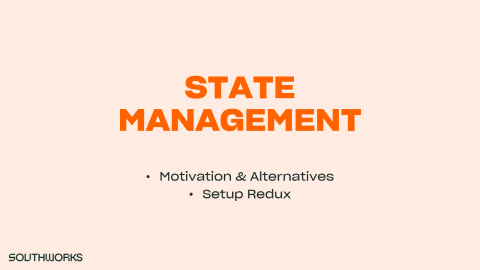 STATE
MANAGEMENT
• Motivation & Alternatives
• Setup Redux
SOUTHWORKS